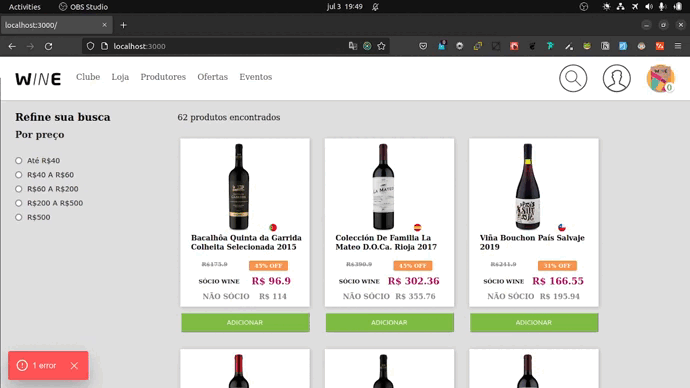 Activities
OBS Studio
jul 3 19:49
localhost:3000/
localhost:3000
WINE
Clube
Loja
Produtores
Ofertas
Eventos
0
Refine sua busca
Por preço
Até R$40
R$40 A R$60
R$60 A R$200
R$200 A R$500
R$500
62 produtos encontrados
Bacalhôa Quinta da Garrida
Colheita Selecionada 2015
R$175.9
45% OFF
SÓCIO WINE R$ 96.9
NÃO SÓCIO R$ 114
ADICIONAR
Colección De Familia La
Mateo D.O.Ca. Rioja 2017
R$390.9
SÓCIO WINE R$ 302.36
NÃO SÓCIO R$ 355.76
ADICIONAR
Viña Bouchon País Salvaje
2019
R$241.9
31% OFF
SÓCIO WINE R$ 166.55
NÃO SÓCIO R$ 195.94
ADICIONAR
1 error